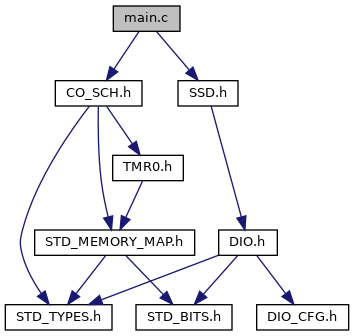 main.c
CO_SCH.h
SSD.h
TMR0.h
STD_MEMORY_MAP.h
DIO.h
STD_TYPES.h
STD_BITS.h
DIO_CFG.h